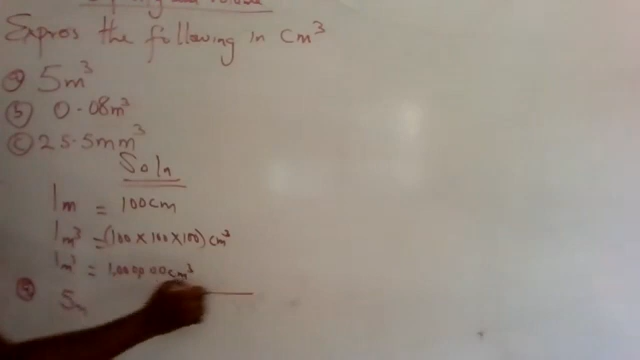 Expres the following in cm³
(a) 5m³
(b) 0.08m³
(c) 25.5mm³
Soln
1m = 100cm
1m³ = (100 x 100 x 100) cm³
1m³ = 1,000,000cm³
(a) 5m